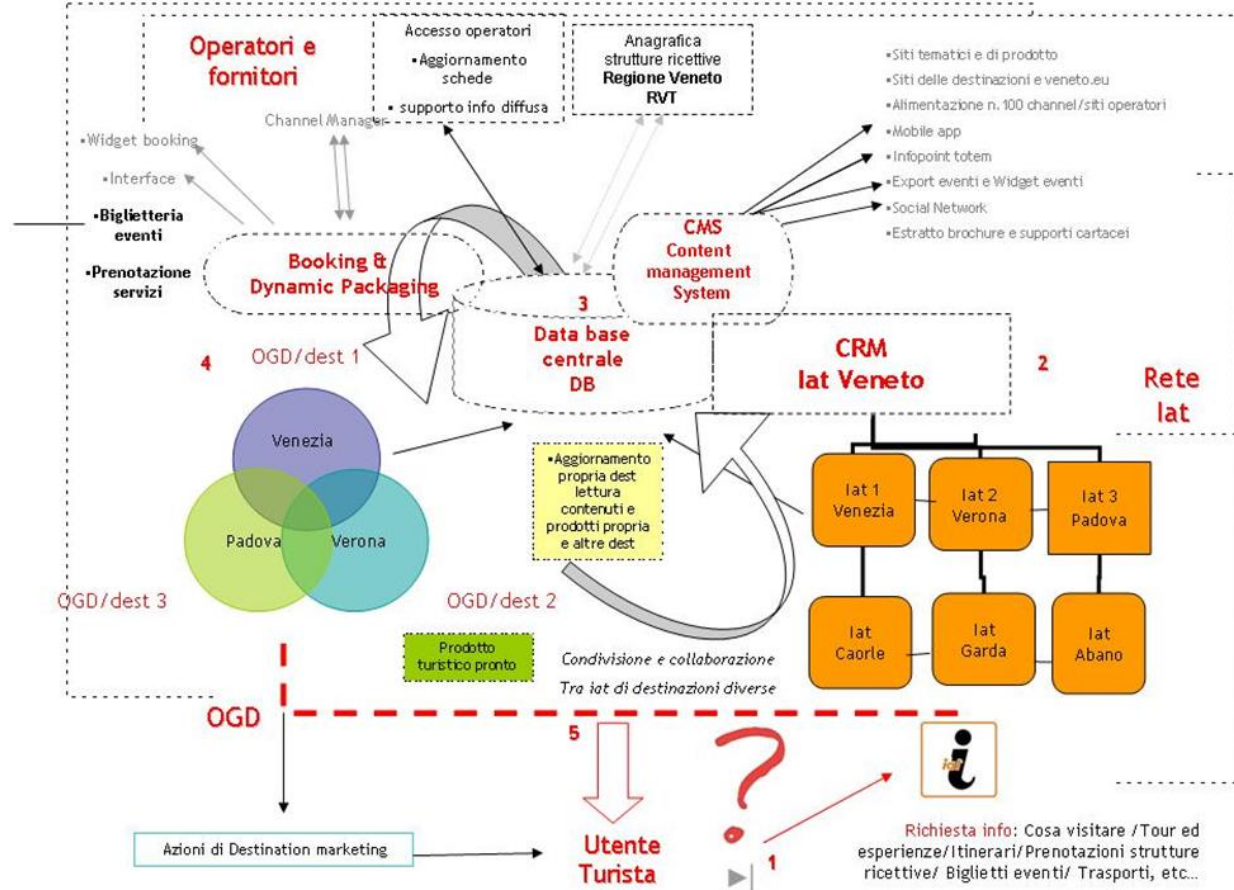 Operatori e
fornitori
Accesso operatori
▪Aggiornamento
schede
▪ supporto info diffusa
Anagrafica
strutture ricettive
Regione Veneto
RVT
▪Siti tematici e di prodotto
▪Siti delle destinazioni e veneto.eu
▪Alimentazione n.100 channel/siti operatori
▪Mobile app
▪Infopoint totem
▪Export eventi e Widget eventi
▪Social Network
▪Estratto brochure e supporti cartacei
Channel Manager
▪Widget booking
▪Interface
▪Biglietteria
eventi
▪Prenotazione
servizi
Booking &
Dynamic Packaging
CMS
Content
management
System
3
Data base
centrale
DB
CRM
Iat Veneto
2
Rete
Iat
4
OGD/dest 1
Venezia
Padova
Verona
OGD/dest 3
OGD/dest 2
▪Aggiornamento
propria dest
lettura
contenuti e
prodotti propria
e altre dest
Iat 1
Venezia
Iat 2
Verona
Iat 3
Padova
Iat
Caorle
Iat
Garda
Iat
Abano
Prodotto
turistico pronto
Condivisione e collaborazione
Tra iat di destinazioni diverse
OGD
5
?
i
iat
Azioni di Destination marketing
Utente
Turista
1
Richiesta info: Cosa visitare /Tour ed
esperienze/Itinerari/Prenotazioni strutture
ricettive/ Biglietti eventi/ Trasporti, etc...